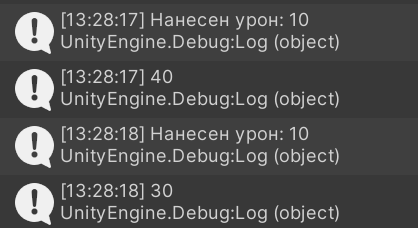 [13:28:17] Нанесен урон: 10
UnityEngine.Debug:Log (object)
[13:28:17] 40
UnityEngine.Debug:Log (object)
[13:28:18] Нанесен урон: 10
UnityEngine.Debug:Log (object)
[13:28:18] 30
UnityEngine.Debug:Log (object)